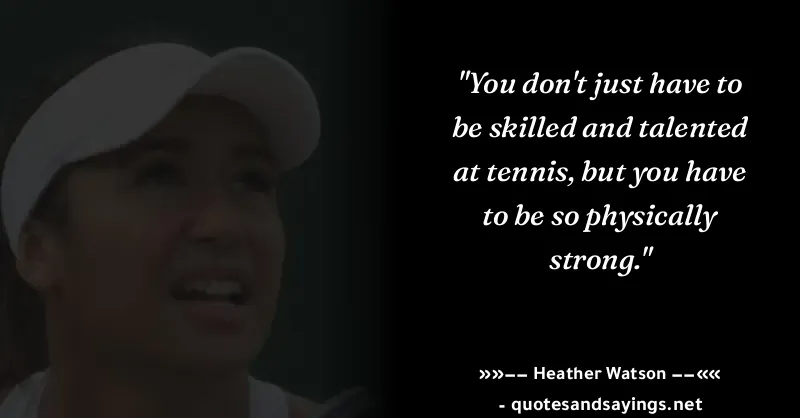 "You don't just have to
be skilled and talented
at tennis, but you have
to be so physically
strong."
»»–– Heather Watson ––««
- quotesandsayings.net